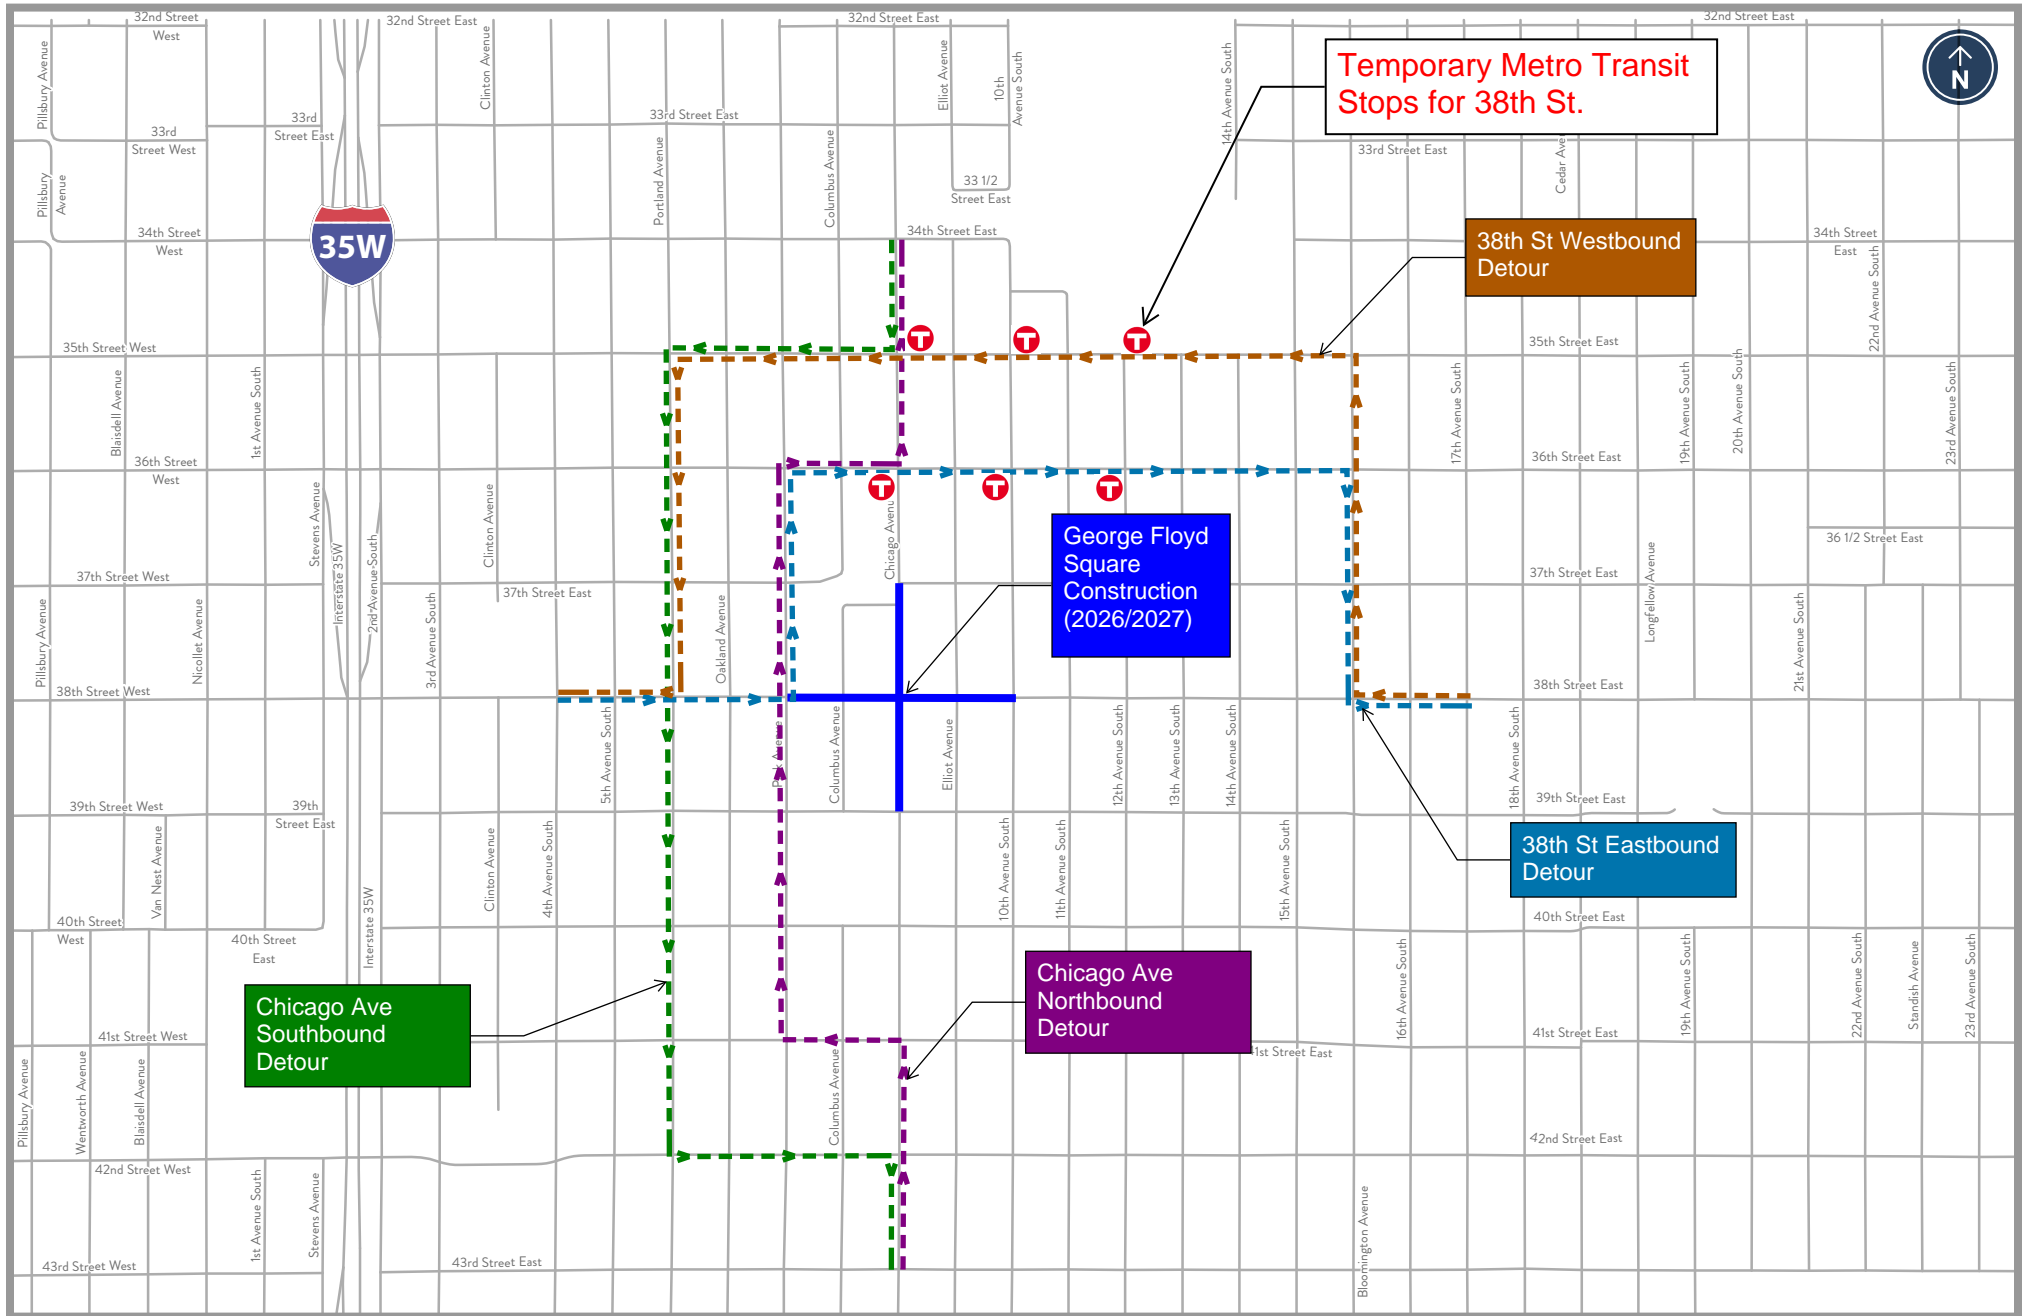 32nd Street
West
32nd Street East
32nd Street East
32nd Street East
Pillsbury Avenue
Clinton Avenue
Elliot Avenue
10th
Avenue South
14th Avenue South
Temporary Metro Transit
Stops for 38th St.
N
33rd
Street West
33rd
Street East
33rd Street East
33rd Street East
Portland Avenue
Columbus Avenue
Cedar Ave
Pillsbury
Avenue
33 1/2
Street East
34th Street
West
35W
34th Street East
38th St Westbound
Detour
34th Street
East
22nd Avenue South
35th Street West
T
T
T
35th Street East
Blaisdell Avenue
1st Avenue South
17th Avenue South
19th Avenue South
20th Avenue South
23rd Avenue South
36th Street
West
36th Street East
T
T
T
Stevens Avenue
Interstate 35W
2nd Avenue South
Clinton Avenue
Chicago Avenu
George Floyd
Square
Construction
(2026/2027)
36 1/2 Street East
37th Street West
37th Street East
37th Street East
Longfellow Avenue
Pillsbury Avenue
Nicollet Avenue
3rd Avenue South
Oakland Avenue
21st Avenue South
38th Street West
38th Street East
5th Avenue South
Columbus Avenue
Elliot Avenue
12th Avenue South
13th Avenue South
14th Avenue South
18th Avenue South
39th Street West
39th
Street East
39th Street East
Van Nest Avenue
Interstate 35W
Clinton Avenue
4th Avenue South
10th Avenue South
11th Avenue South
15th Avenue South
38th St Eastbound
Detour
40th Street
West
40th Street
East
40th Street East
Chicago Ave
Southbound
Detour
Chicago Ave
Northbound
Detour
16th Avenue South
19th Avenue South
22nd Avenue South
Standish Avenue
23rd Avenue South
41st Street West
1st Street East
41st Street East
Pillsbury Avenue
Wentworth Avenue
Blaisdell Avenue
Columbus Avenue
42nd Street West
42nd Street East
1st Avenue South
Stevens Avenue
Bloomington Avenue
43rd Street West
43rd Street East